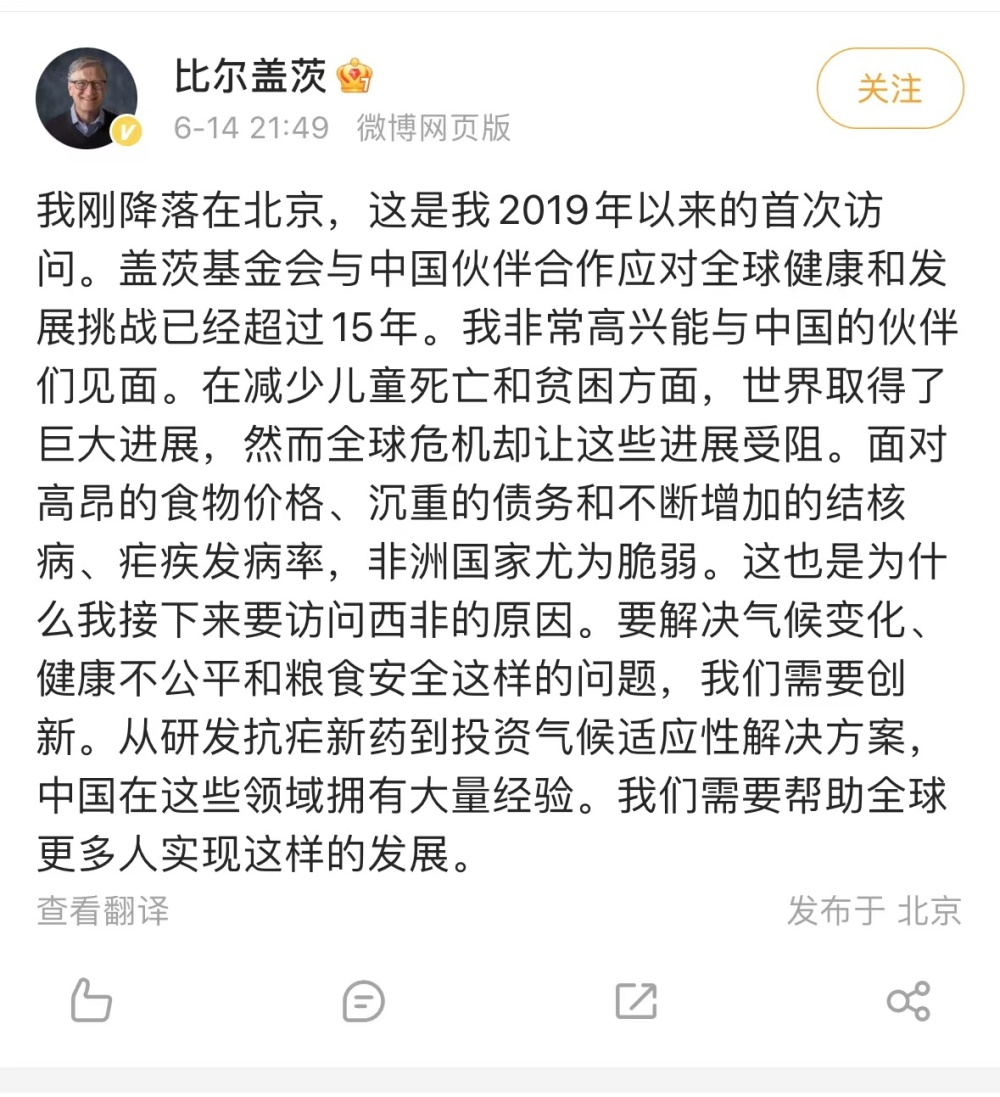 比尔盖茨
关注
6-14 21:49 微博网页版
我刚降落在北京，这是我2019年以来的首次访
问。盖茨基金会与中国伙伴合作应对全球健康和发
展挑战已经超过15年。我非常高兴能与中国的伙伴
们见面。在减少儿童死亡和贫困方面，世界取得了
巨大进展，然而全球危机却让这些进展受阻。面对
高昂的食物价格、沉重的债务和不断增加的结核
病、疟疾发病率，非洲国家尤为脆弱。这也是为什
么我接下来要访问西非的原因。要解决气候变化、
健康不公平和粮食安全这样的问题，我们需要创
新。从研发抗疟新药到投资气候适应性解决方案，
中国在这些领域拥有大量经验。我们需要帮助全球
更多人实现这样的发展。
查看翻译
发布于 北京